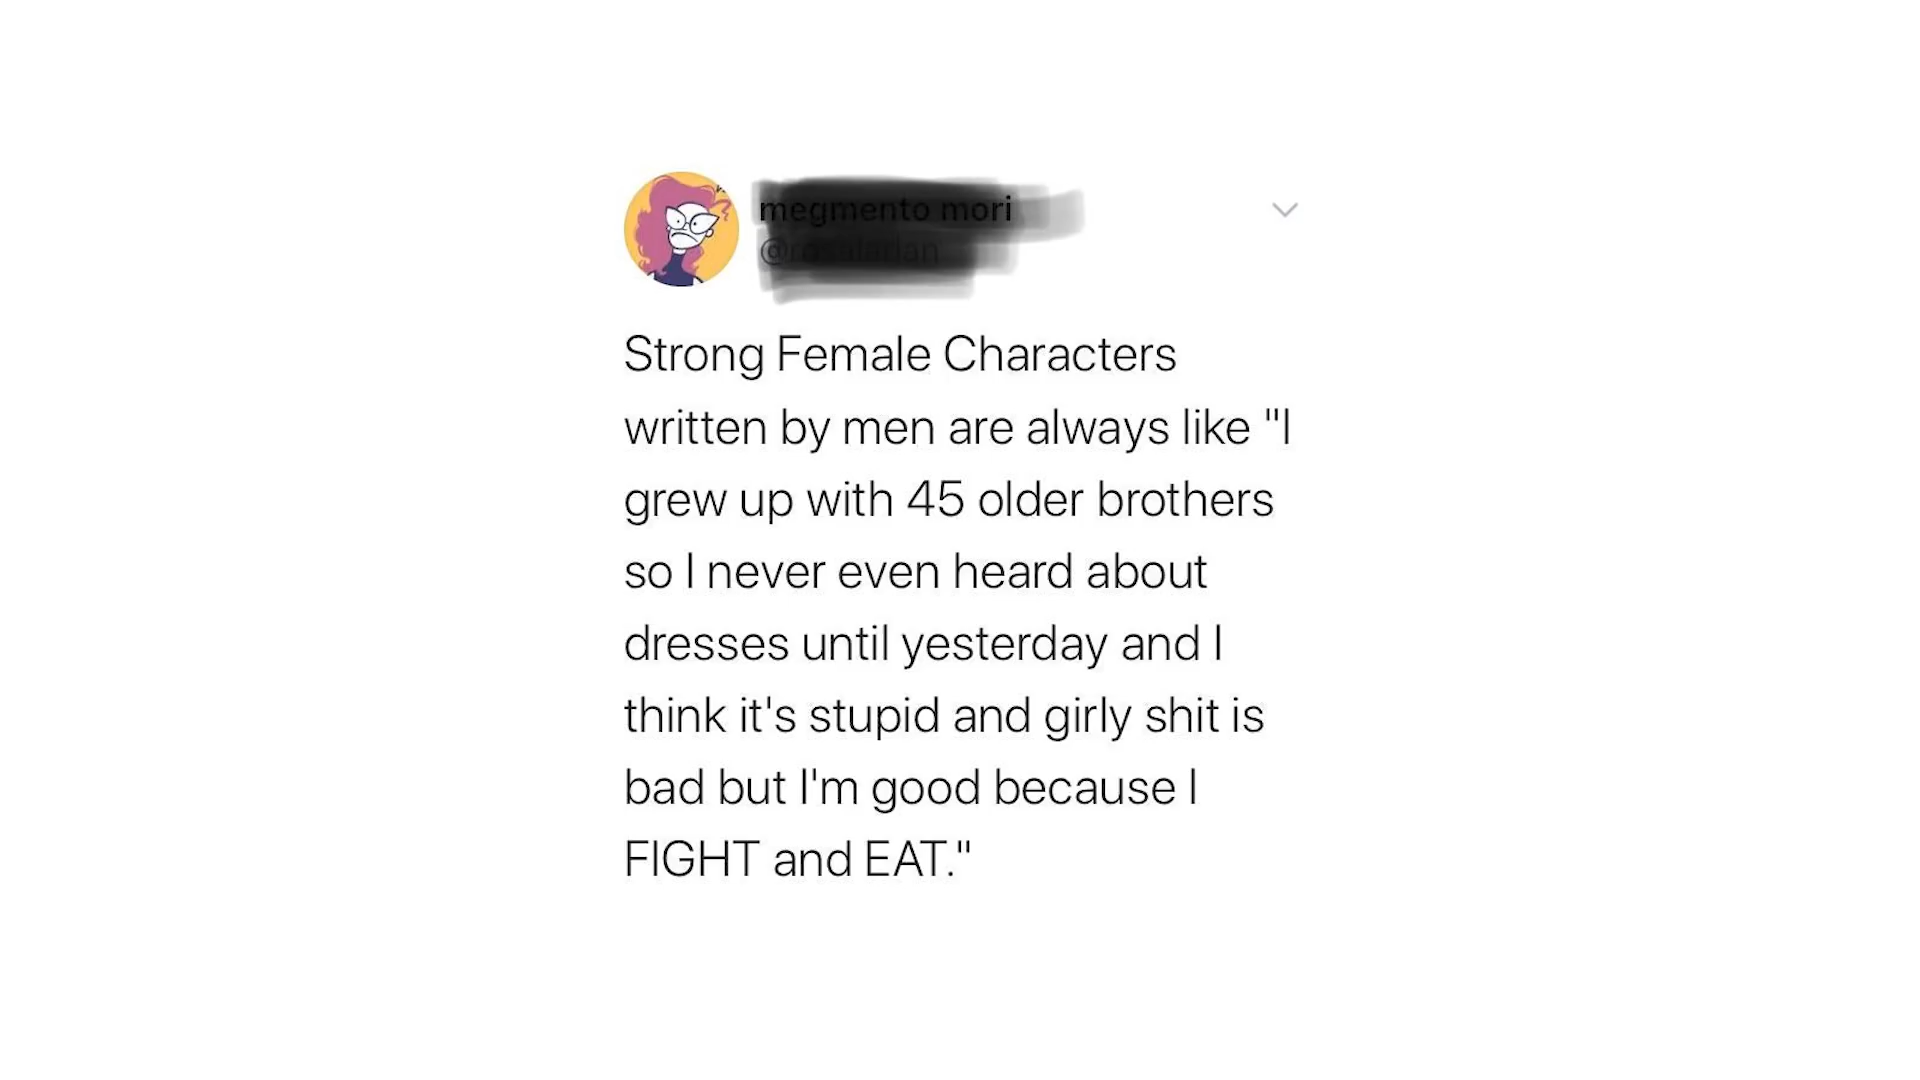 megmento mori
Strong Female Characters
written by men are always like "I
grew up with 45 older brothers
so I never even heard about
dresses until yesterday and I
think it's stupid and girly shit is
bad but I'm good because I
FIGHT and EAT."